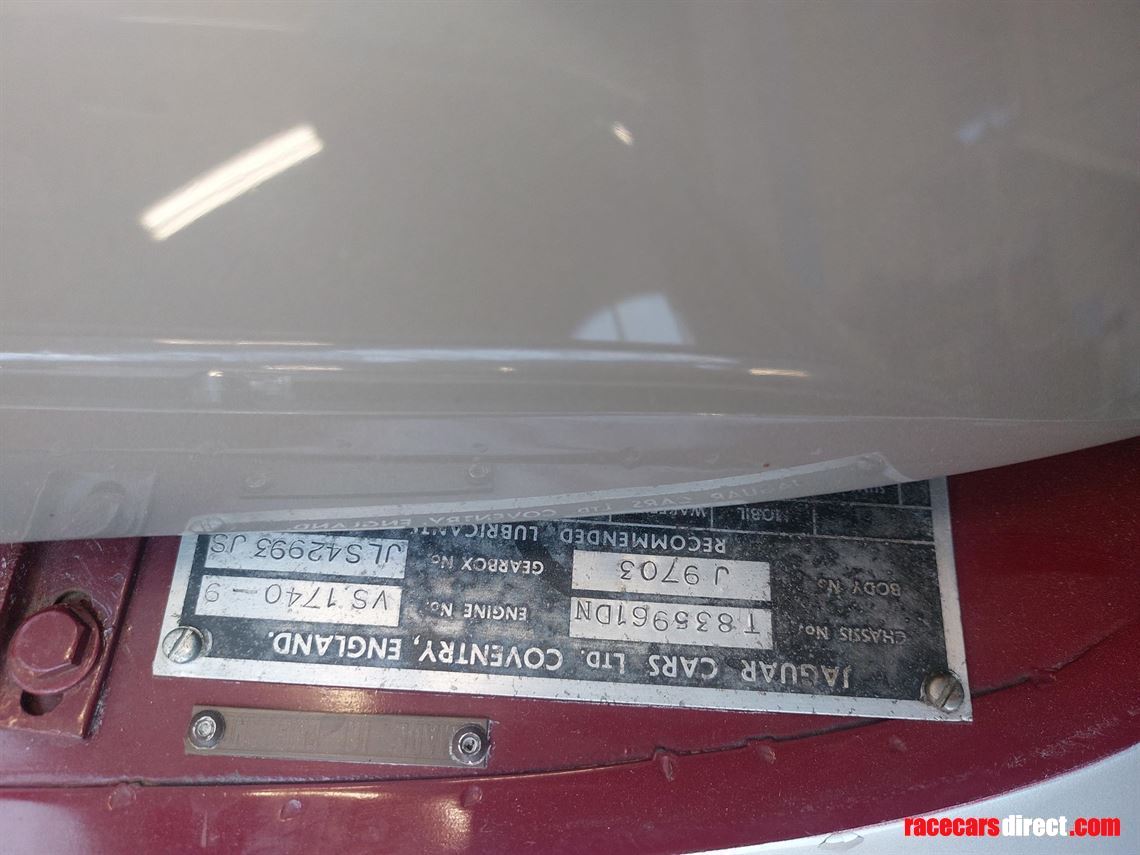 JAGUAR CARS LTD. COVENTRY, ENGLAND.
CHASSIS No. T835961DN ENGINE No. VS.1740-9
BODY No. J9703 GEARBOX No. JLS42993JS
RECOMMENDED LUBRICANTS
MOBIL
racecarsdirect.com